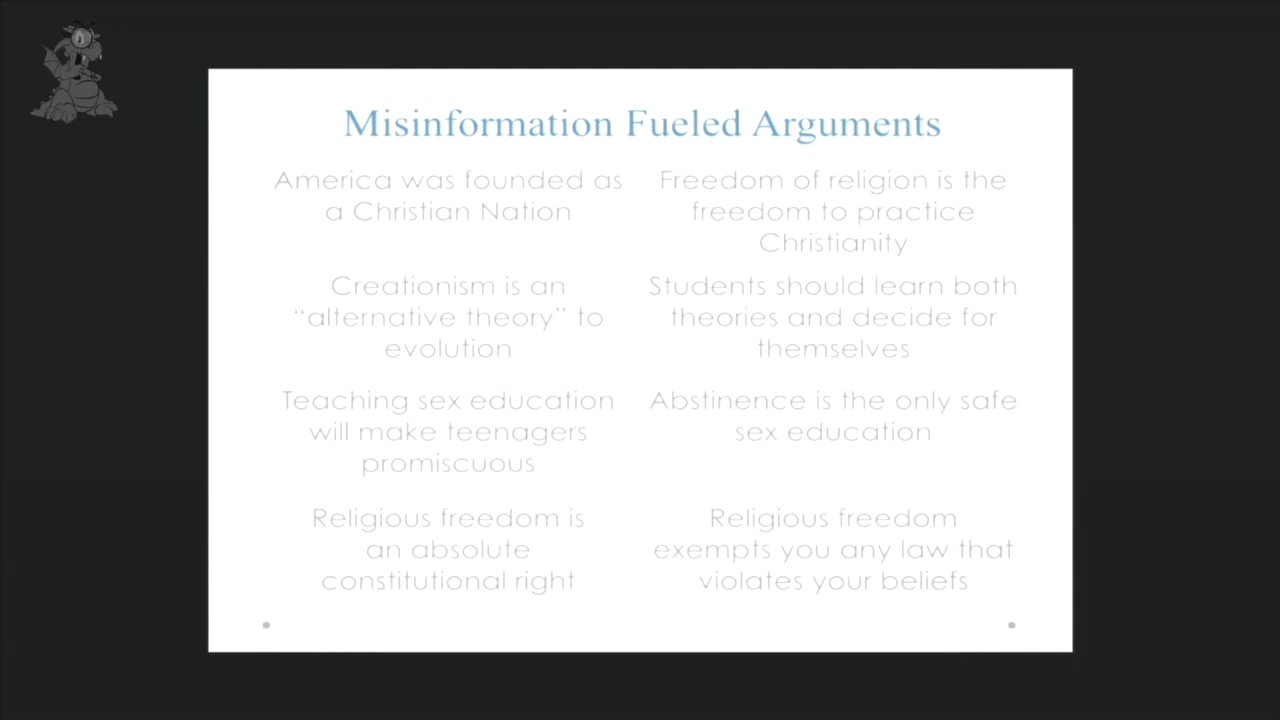 Misinformation Fueled Arguments
America was founded as
a Christian Nation
Freedom of religion is the
freedom to practice
Christianity
Creationism is an
“alternative theory” to
evolution
Students should learn both
theories and decide for
themselves
Teaching sex education
will make teenagers
promiscuous
Abstinence is the only safe
sex education
Religious freedom is
an absolute
constitutional right
Religious freedom
exempts you any law that
violates your beliefs